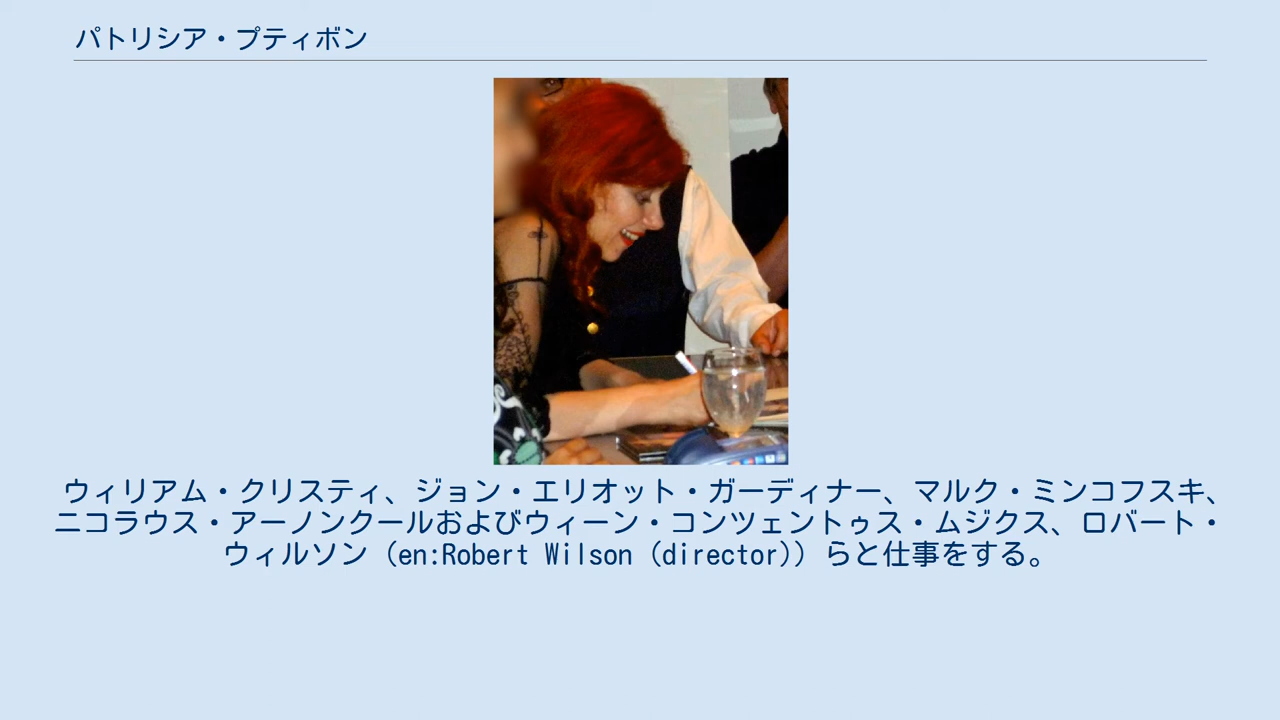 パトリシア・プティボン
ウィリアム・クリスティ、ジョン・エリオット・ガーディナー、マルク・ミンコフスキ、
ニコラウス・アーノンクールおよびウィーン・コンツェントゥス・ムジクス、ロバート・
ウィルソン（en:Robert Wilson (director)）らと仕事をする。